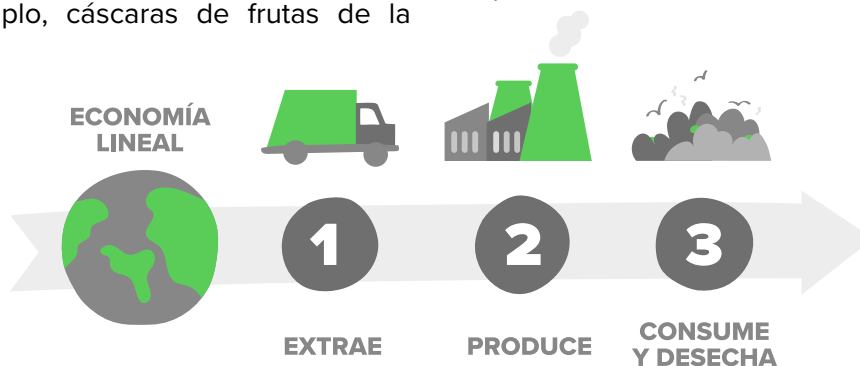 plo, cáscaras de frutas de la
ECONOMÍA
LINEAL
1
2
3
EXTRAE
PRODUCE
CONSUME
Y DESECHA